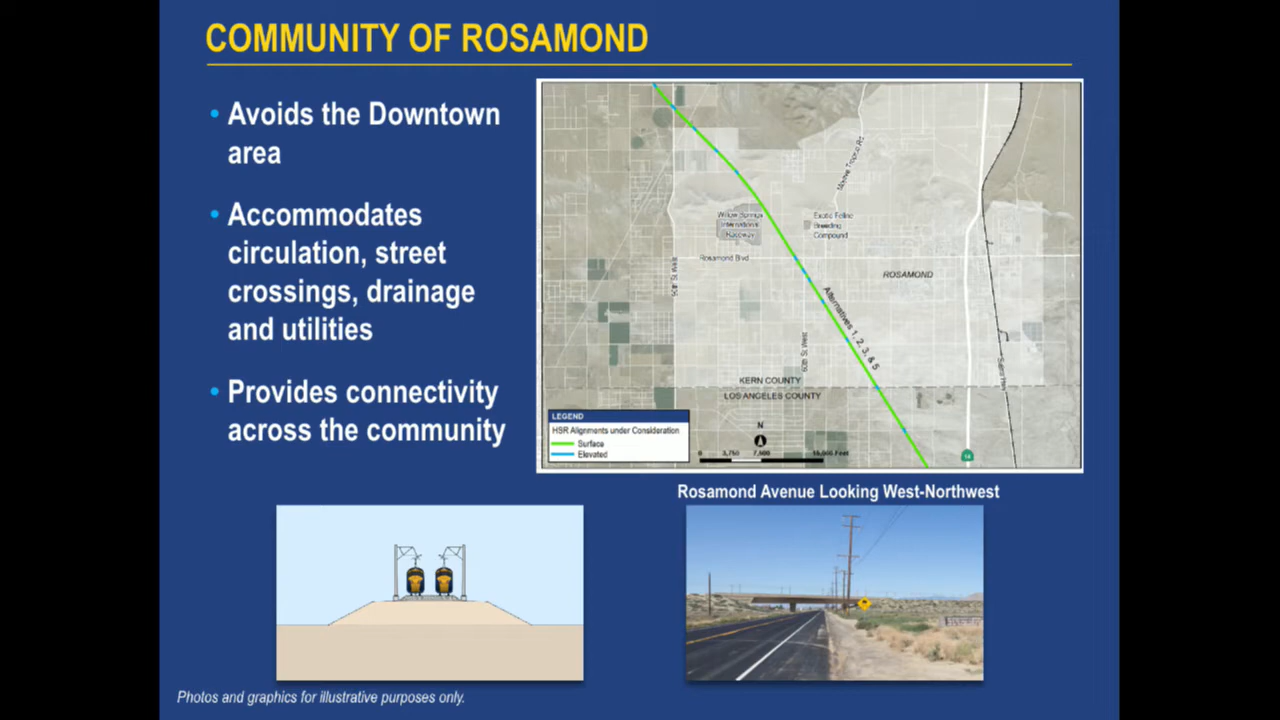 COMMUNITY OF ROSAMOND
• Avoids the Downtown
area
• Accommodates
circulation, street
crossings, drainage
and utilities
• Provides connectivity
across the community
Mojave Tropico Rd
Willow Springs
International
Raceway
Exotic Feline
Breeding
Compound
Rosamond Blvd
90th St West
ROSAMOND
Alternatives 1, 2, 3, & 5
60th St West
KERN COUNTY
LOS ANGELES COUNTY
LEGEND
HSR Alignments under Consideration
Surface
Elevated
N
0 3,750 7,500 15,000 Feet
14
Rosamond Avenue Looking West-Northwest
Photos and graphics for illustrative purposes only.